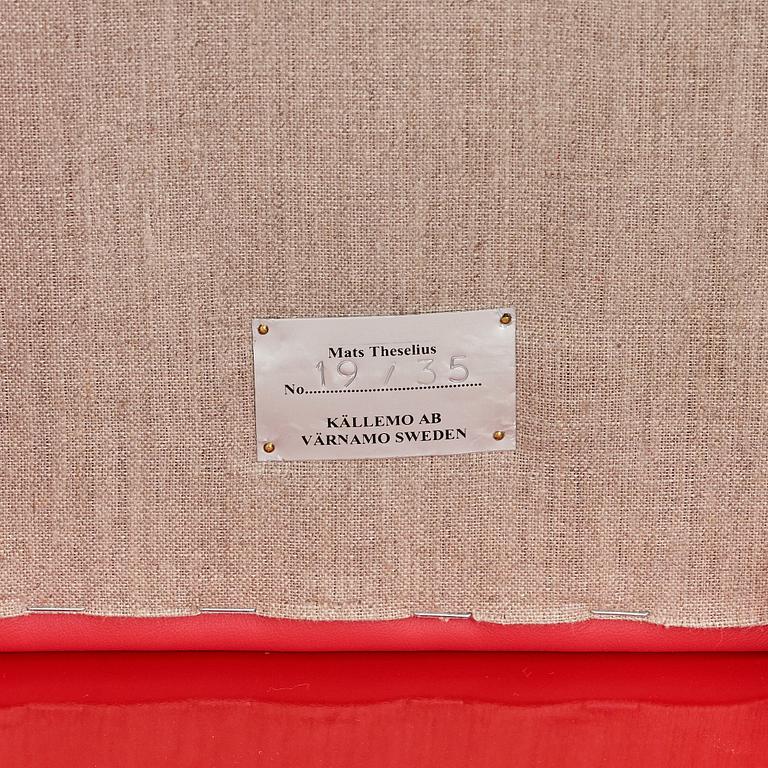 Mats Theselius
No. 19 / 35
KÄLLEMO AB
VÄRNAMO SWEDEN